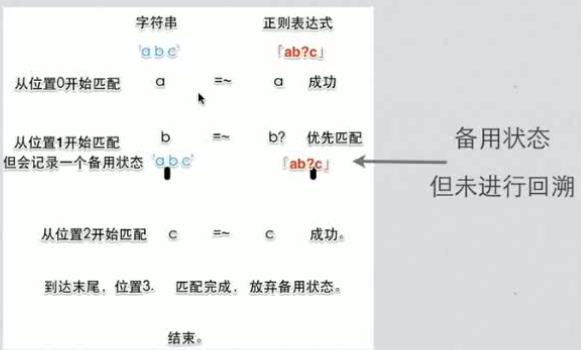 字符串 正则表达式
'abc' 「ab?c」
从位置0开始匹配 a =~ a 成功
从位置1开始匹配 b =~ b? 优先匹配
但会记录一个备用状态 'abc' 「ab?c」
备用状态
但未进行回溯
从位置2开始匹配 c =~ c 成功。
到达末尾，位置3. 匹配完成，放弃备用状态。
结束。